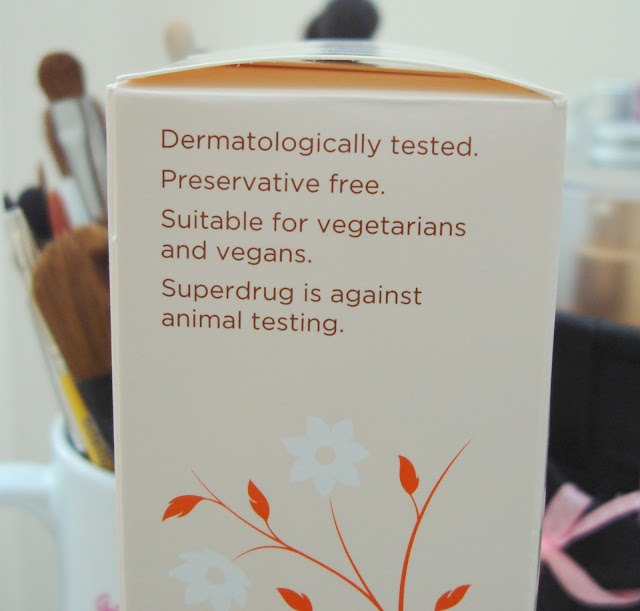 Dermatologically tested.
Preservative free.
Suitable for vegetarians
and vegans.
Superdrug is against
animal testing.